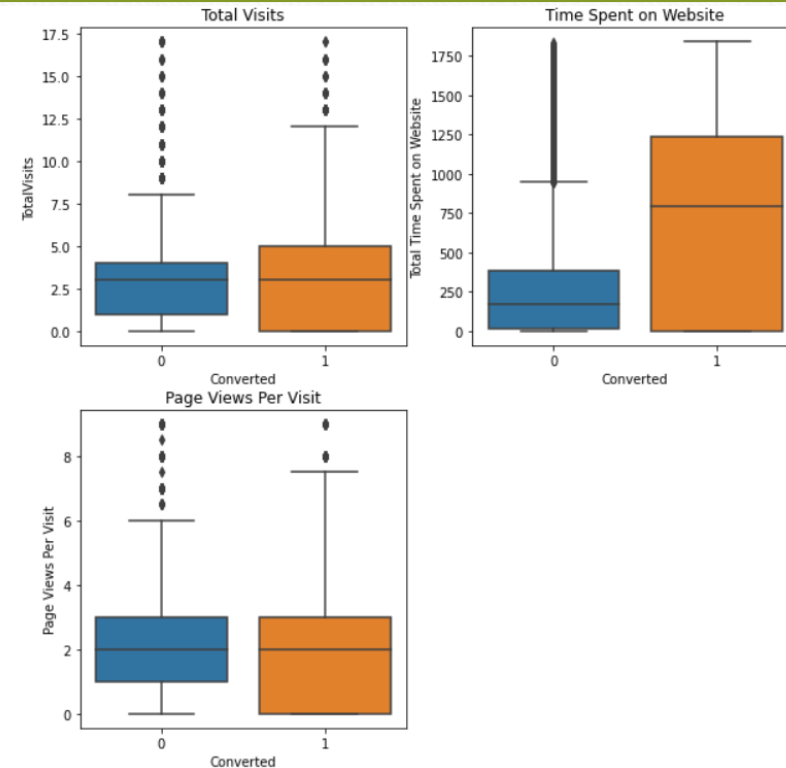 Total Visits
17.5
15.0
12.5
10.0
7.5
5.0
2.5
0.0
TotalVisits
0 1
Converted
Time Spent on Website
1750
1500
1250
1000
750
500
250
0
Total Time Spent on Website
0 1
Converted
Page Views Per Visit
8
6
4
2
0
Page Views Per Visit
0 1
Converted